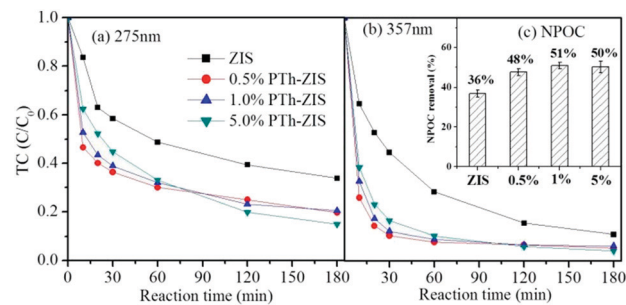 (a) 275nm
ZIS
0.5% PTh-ZIS
1.0% PTh-ZIS
5.0% PTh-ZIS
TC (C/C₀)
1.0
0.8
0.6
0.4
0.2
0.0
0 30 60 90 120 150 180
Reaction time (min)
(b) 357nm
0 30 60 90 120 150 180
Reaction time (min)
(c) NPOC
NPOC removal (%)
60
40
20
0
36% 48% 51% 50%
ZIS 0.5% 1% 5%